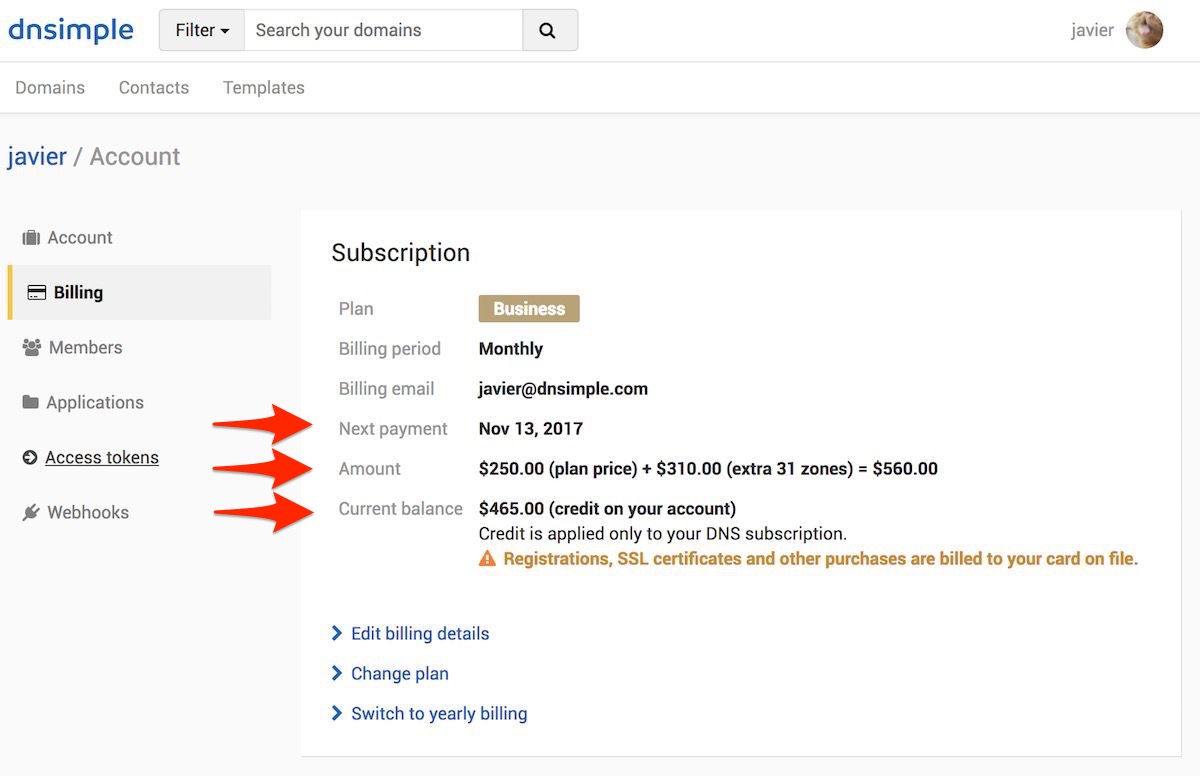 dnsimple
Filter
Search your domains
javier
Domains
Contacts
Templates
javier / Account
Account
Billing
Members
Applications
Access tokens
Webhooks
Subscription
Plan Business
Billing period Monthly
Billing email javier@dnsimple.com
Next payment Nov 13, 2017
Amount $250.00 (plan price) + $310.00 (extra 31 zones) = $560.00
Current balance $465.00 (credit on your account)
Credit is applied only to your DNS subscription.
Registrations, SSL certificates and other purchases are billed to your card on file.
Edit billing details
Change plan
Switch to yearly billing